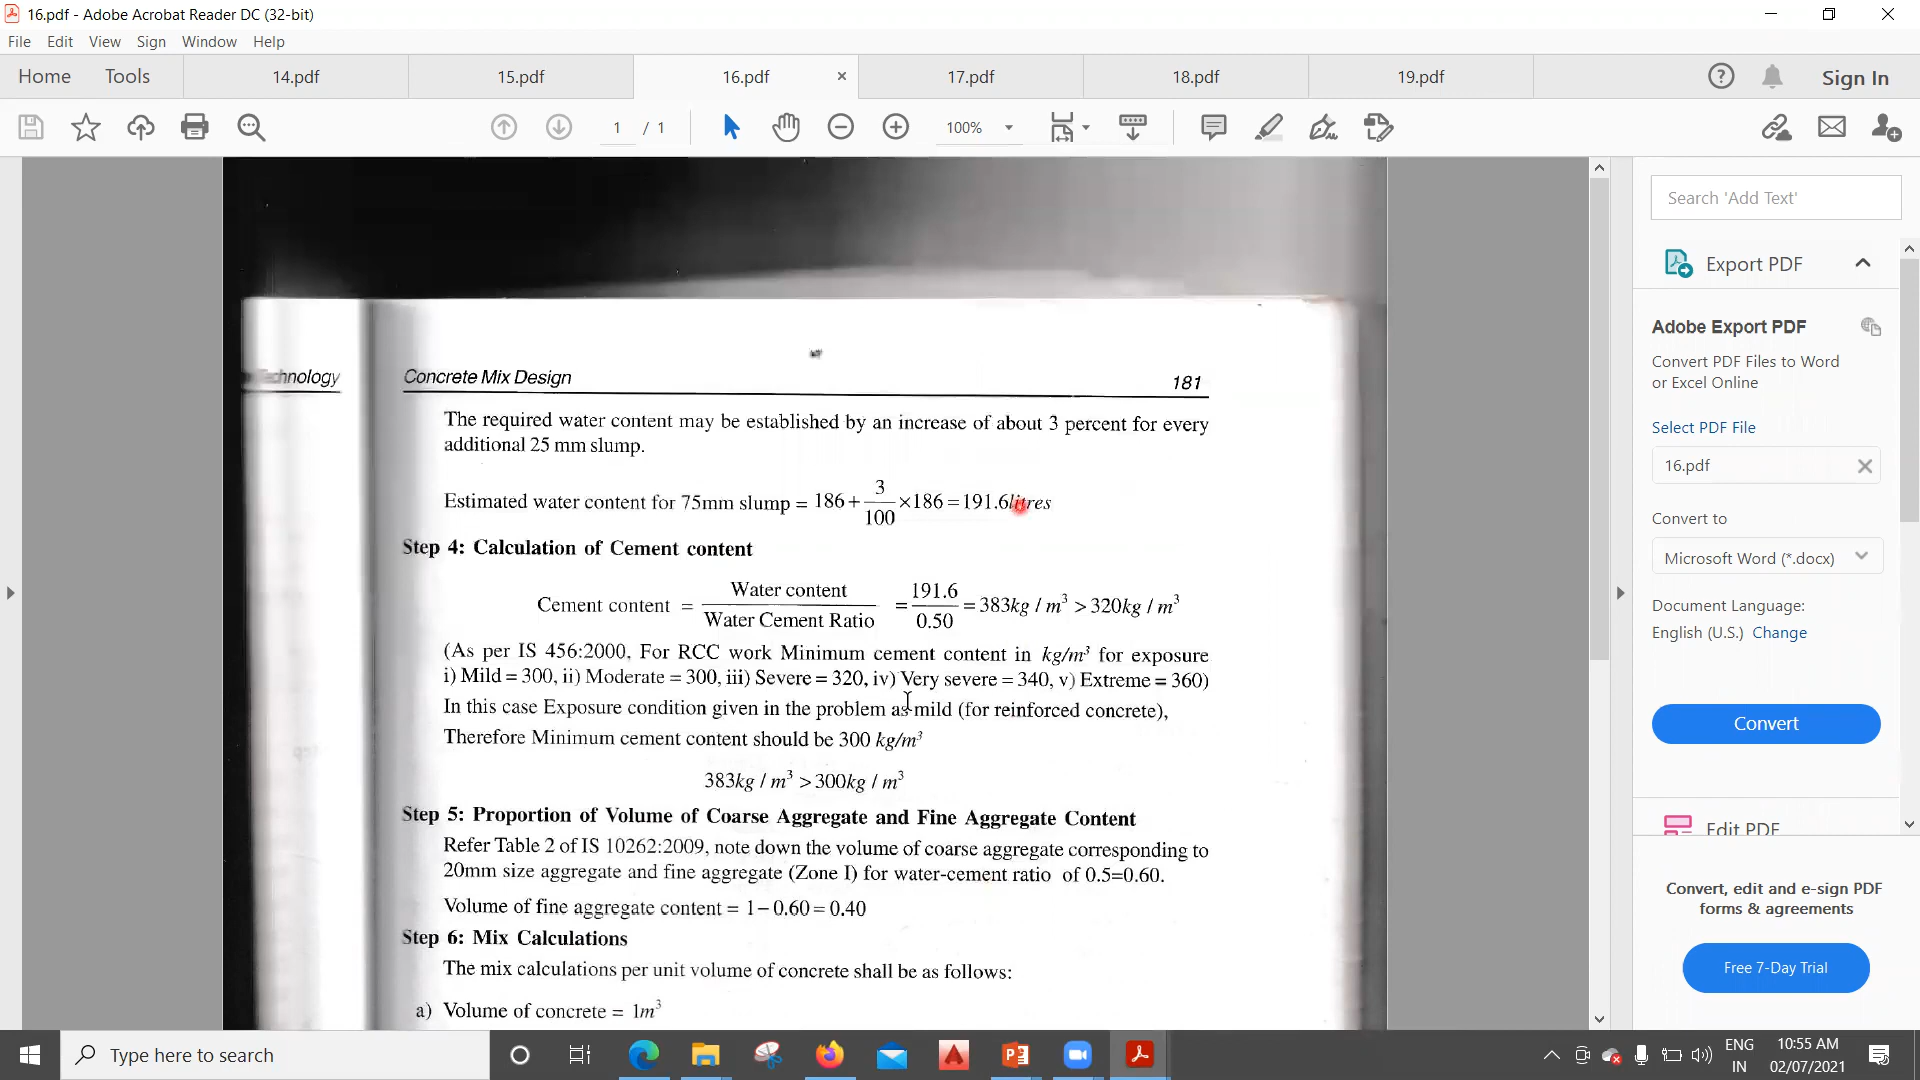 16.pdf - Adobe Acrobat Reader DC (32-bit)
File Edit View Sign Window Help
Home Tools 14.pdf 15.pdf 16.pdf × 17.pdf 18.pdf 19.pdf ? Sign In
1 / 1 100%
Technology
Concrete Mix Design 181
The required water content may be established by an increase of about 3 percent for every
additional 25 mm slump.
Estimated water content for 75mm slump = 186 + 3/100 × 186 = 191.6litres
Step 4: Calculation of Cement content
Cement content = Water content / Water Cement Ratio = 191.6 / 0.50 = 383kg / m³ > 320kg / m³
(As per IS 456:2000, For RCC work Minimum cement content in kg/m³ for exposure
i) Mild = 300, ii) Moderate = 300, iii) Severe = 320, iv) Very severe = 340, v) Extreme = 360)
In this case Exposure condition given in the problem as mild (for reinforced concrete),
Therefore Minimum cement content should be 300 kg/m³
383kg / m³ > 300kg / m³
Step 5: Proportion of Volume of Coarse Aggregate and Fine Aggregate Content
Refer Table 2 of IS 10262:2009, note down the volume of coarse aggregate corresponding to
20mm size aggregate and fine aggregate (Zone I) for water-cement ratio of 0.5=0.60.
Volume of fine aggregate content = 1 – 0.60 = 0.40
Step 6: Mix Calculations
The mix calculations per unit volume of concrete shall be as follows:
a) Volume of concrete = 1m³
Search 'Add Text'
Export PDF
Adobe Export PDF
Convert PDF Files to Word
or Excel Online
Select PDF File
16.pdf
Convert to
Microsoft Word (*.docx)
Document Language:
English (U.S.) Change
Convert
Edit PDF
Convert, edit and e-sign PDF
forms & agreements
Free 7-Day Trial
Type here to search
ENG
IN
10:55 AM
02/07/2021